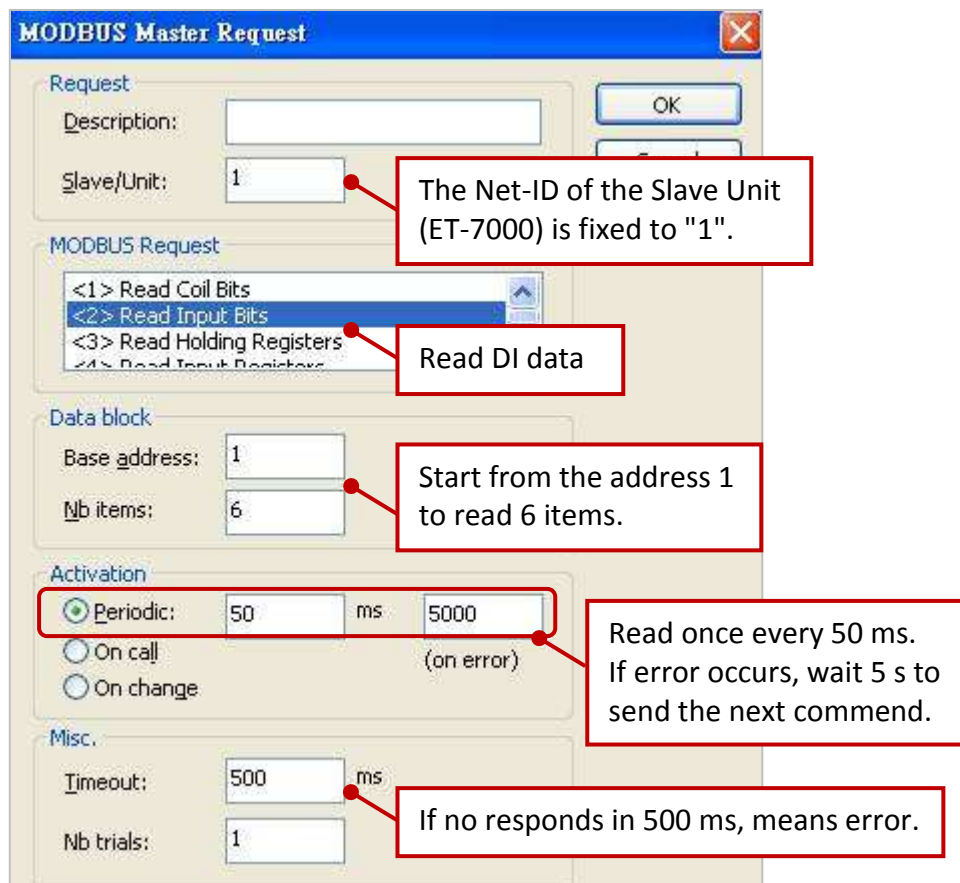 MODBUS Master Request
Request
Description:
OK
Slave/Unit:
1
The Net-ID of the Slave Unit
(ET-7000) is fixed to "1".
MODBUS Request
<1> Read Coil Bits
<2> Read Input Bits
<3> Read Holding Registers
<4> Read Input Registers
Read DI data
Data block
Base address:
1
Nb items:
6
Start from the address 1
to read 6 items.
Activation
Periodic:
50
ms
5000
On call
(on error)
On change
Read once every 50 ms.
If error occurs, wait 5 s to
send the next commend.
Misc.
Timeout:
500
ms
If no responds in 500 ms, means error.
Nb trials:
1